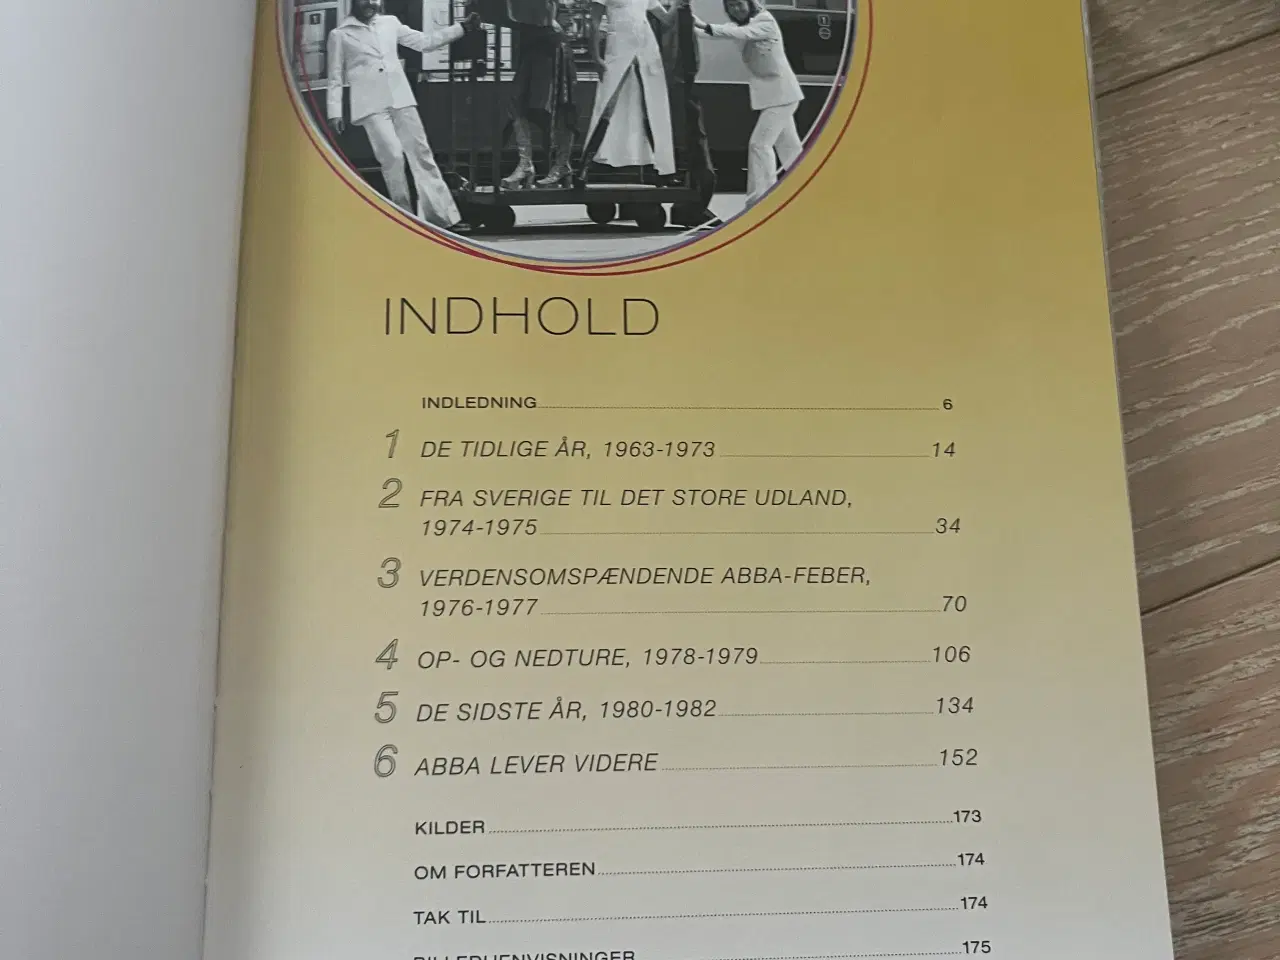 INDHOLD
INDLEDNING 6
1 DE TIDLIGE ÅR, 1963-1973 14
2 FRA SVERIGE TIL DET STORE UDLAND,
1974-1975 34
3 VERDENSOMSPÆNDENDE ABBA-FEBER,
1976-1977 70
4 OP- OG NEDTURE, 1978-1979 106
5 DE SIDSTE ÅR, 1980-1982 134
6 ABBA LEVER VIDERE 152
KILDER 173
OM FORFATTEREN 174
TAK TIL 174
BILLEDHENVISNINGER 175